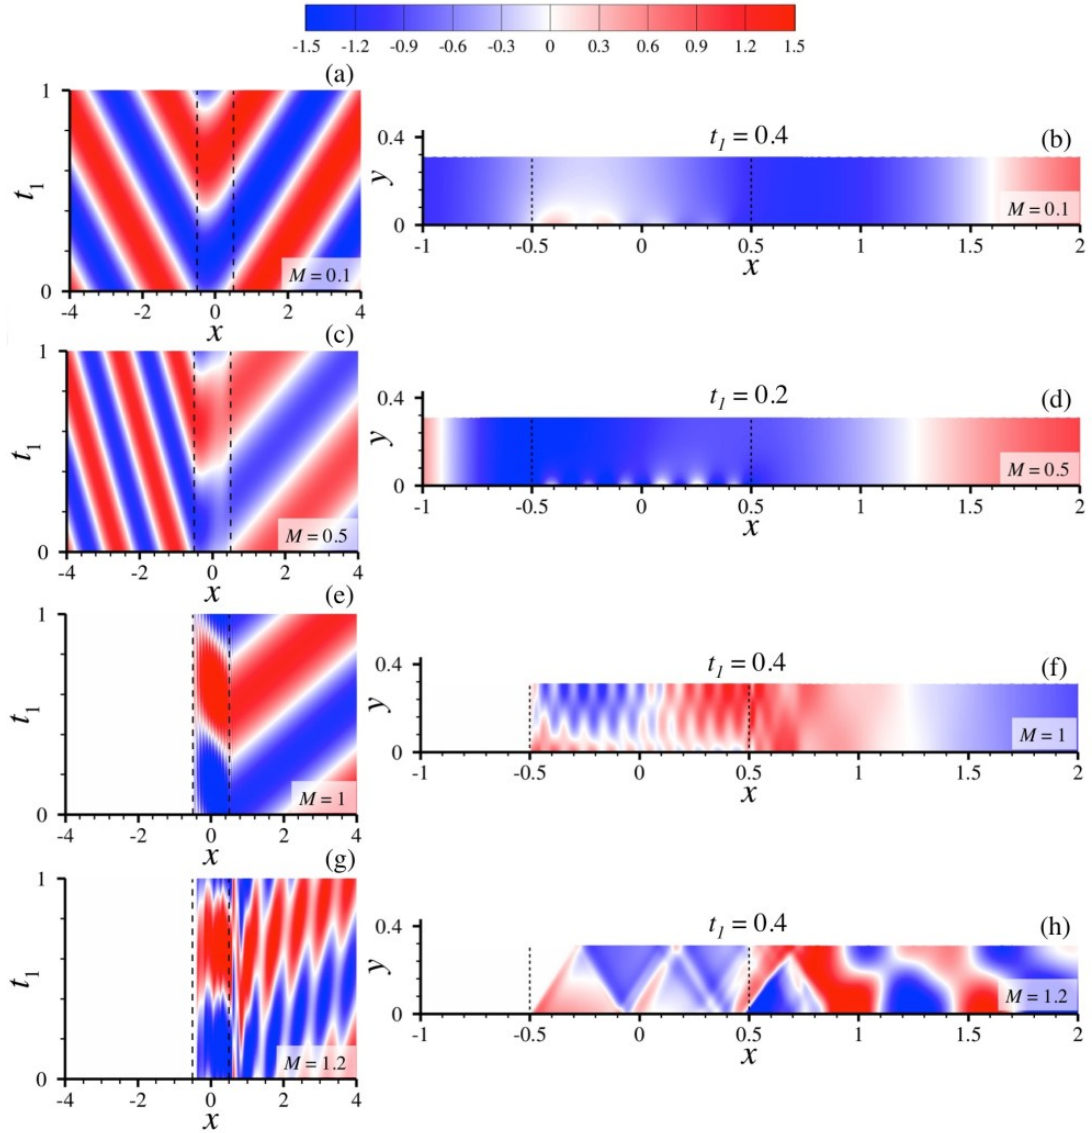 -1.5 -1.2 -0.9 -0.6 -0.3 0 0.3 0.6 0.9 1.2 1.5
(a)
1
t1
0
M = 0.1
-4 -2 0 2 4
x
t1 = 0.4
(b)
0.4
y
0
M = 0.1
-1 -0.5 0 0.5 1 1.5 2
x
(c)
1
t1
0
M = 0.5
-4 -2 0 2 4
x
t1 = 0.2
(d)
0.4
y
0
M = 0.5
-1 -0.5 0 0.5 1 1.5 2
x
(e)
1
t1
0
M = 1
-4 -2 0 2 4
x
t1 = 0.4
(f)
0.4
y
0
M = 1
-1 -0.5 0 0.5 1 1.5 2
x
(g)
1
t1
0
M = 1.2
-4 -2 0 2 4
x
t1 = 0.4
(h)
0.4
y
0
M = 1.2
-1 -0.5 0 0.5 1 1.5 2
x